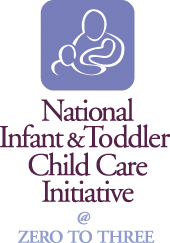 National
Infant & Toddler
Child Care
Initiative
@
ZERO TO THREE